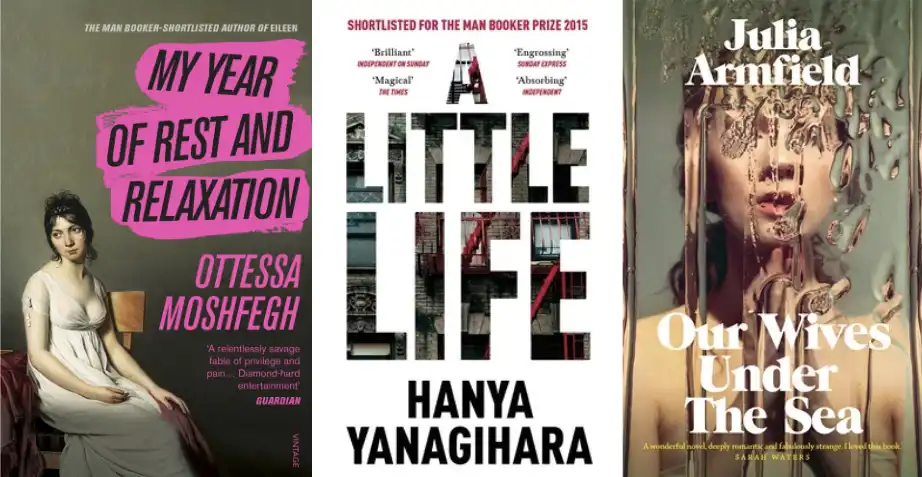 THE MAN BOOKER-SHORTLISTED AUTHOR OF EILEEN
MY YEAR
OF REST AND
RELAXATION
OTTESSA
MOSHFEGH
'A relentlessly savage
fable of privilege and
pain... Diamond-hard
entertainment'
GUARDIAN
VINTAGE
SHORTLISTED FOR THE MAN BOOKER PRIZE 2015
'Brilliant'
INDEPENDENT ON SUNDAY
'Magical'
THE TIMES
'Engrossing'
SUNDAY EXPRESS
'Absorbing'
INDEPENDENT
A
LITTLE
LIFE
HANYA
YANAGIHARA
Julia
Armfield
Our Wives
Under
The Sea
A wonderful novel, deeply romantic and fabulously strange. I loved this book.
SARAH WATERS